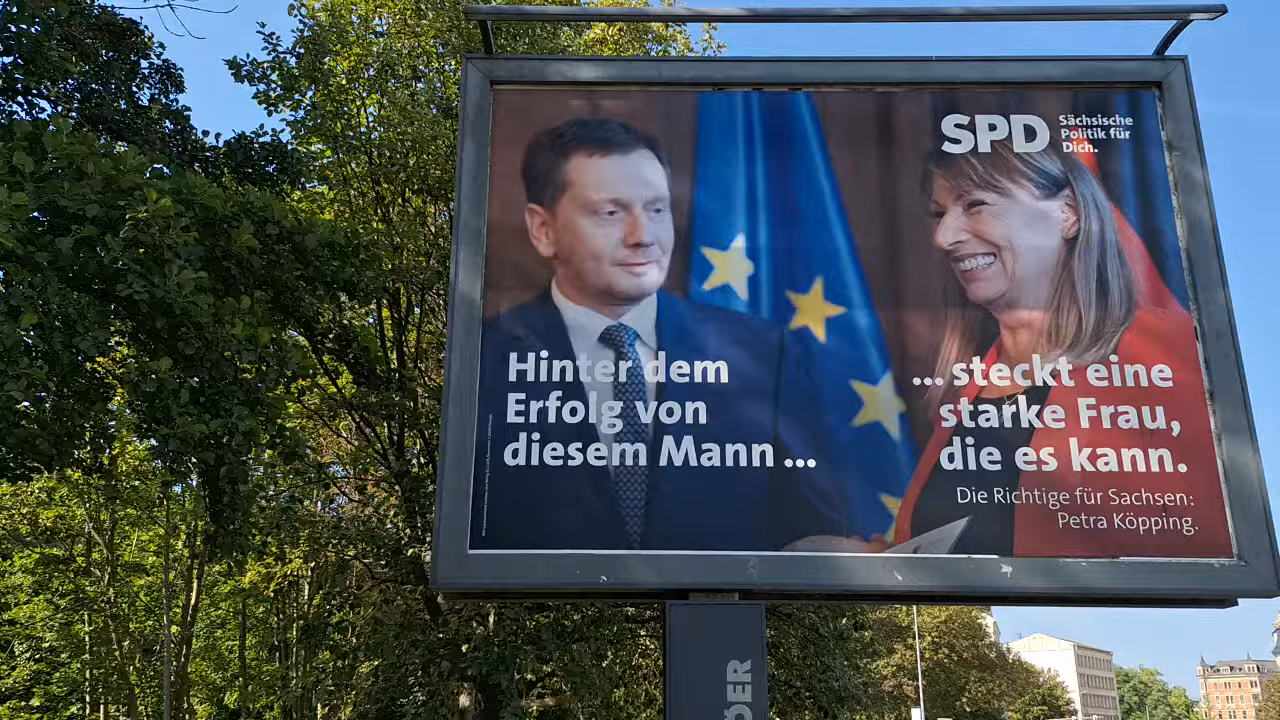 SPD
Sächsische
Politik für
Dich.
Hinter dem
Erfolg von
diesem Mann ...
... steckt eine
starke Frau,
die es kann.
Die Richtige für Sachsen:
Petra Köpping.